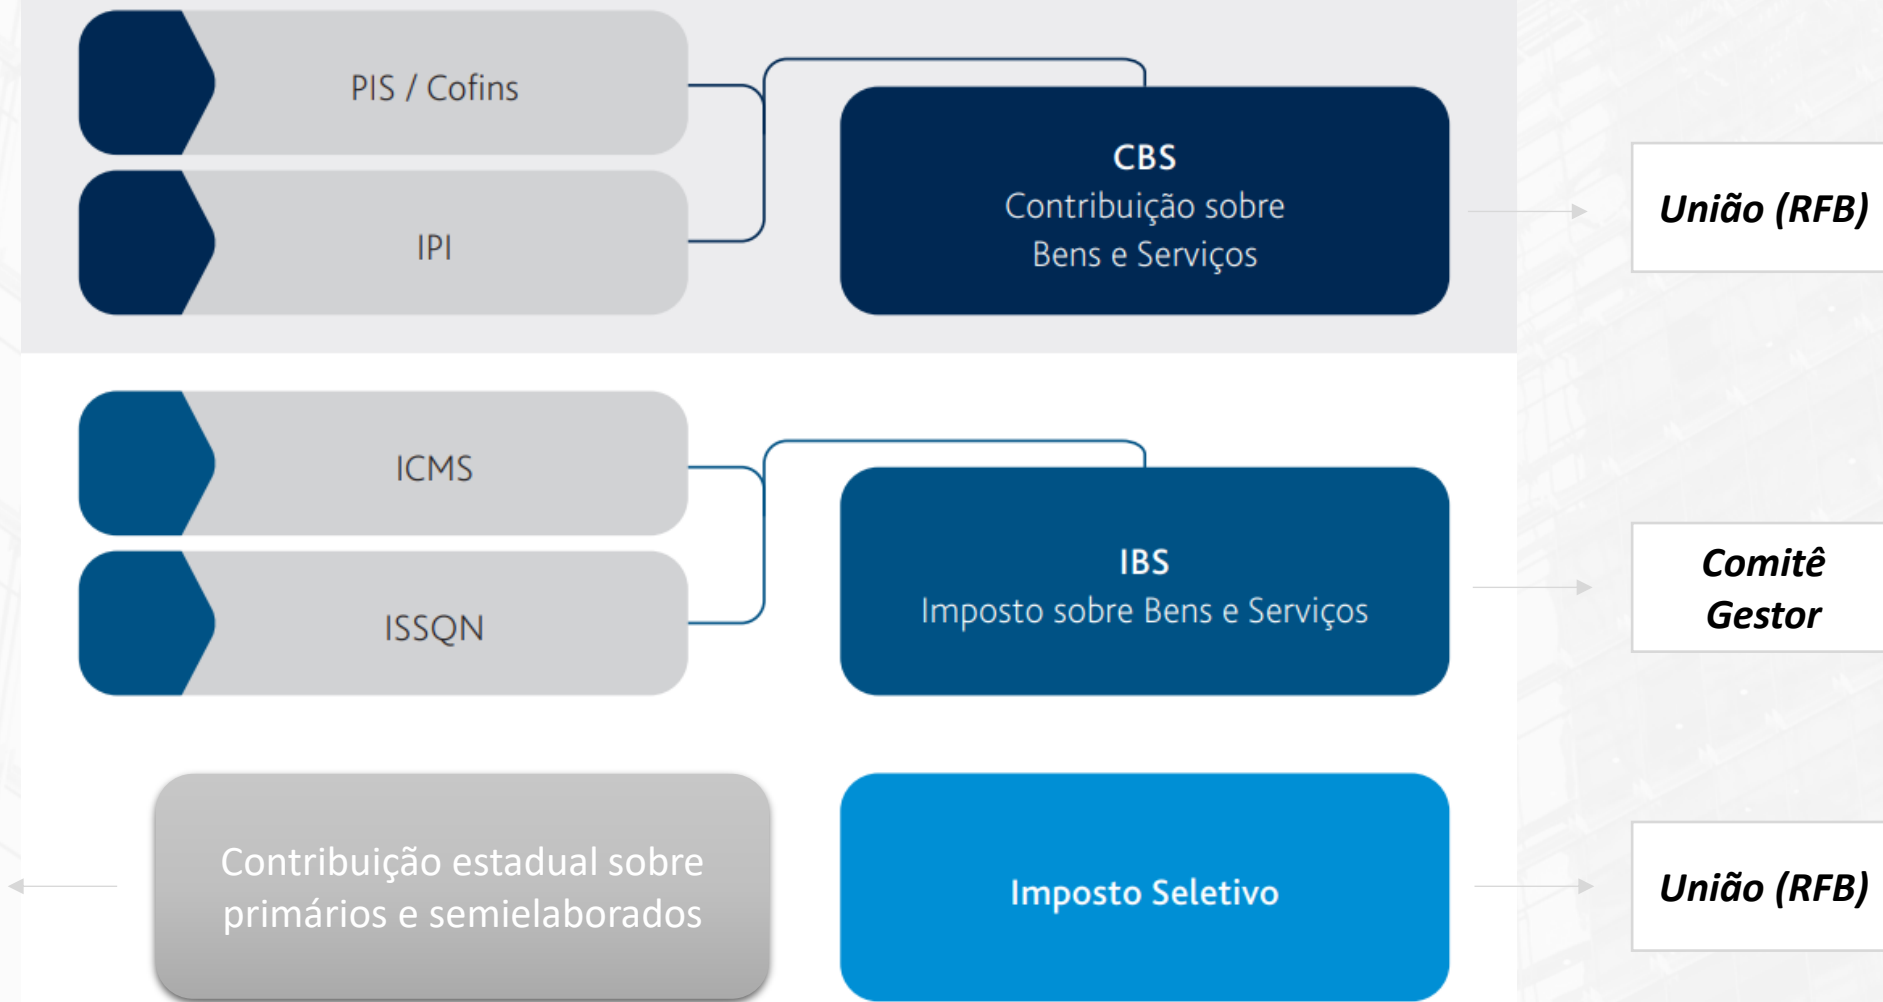 PIS / Cofins
IPI
CBS
Contribuição sobre
Bens e Serviços
União (RFB)
ICMS
ISSQN
IBS
Imposto sobre Bens e Serviços
Comitê
Gestor
Contribuição estadual sobre
primários e semielaborados
Imposto Seletivo
União (RFB)